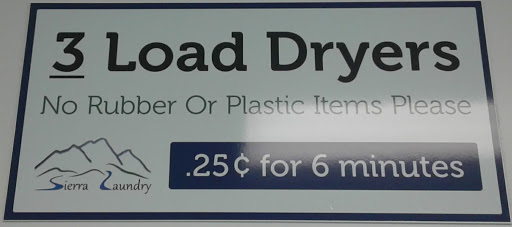 3 Load Dryers
No Rubber Or Plastic Items Please
.25¢ for 6 minutes
Sierra Laundry